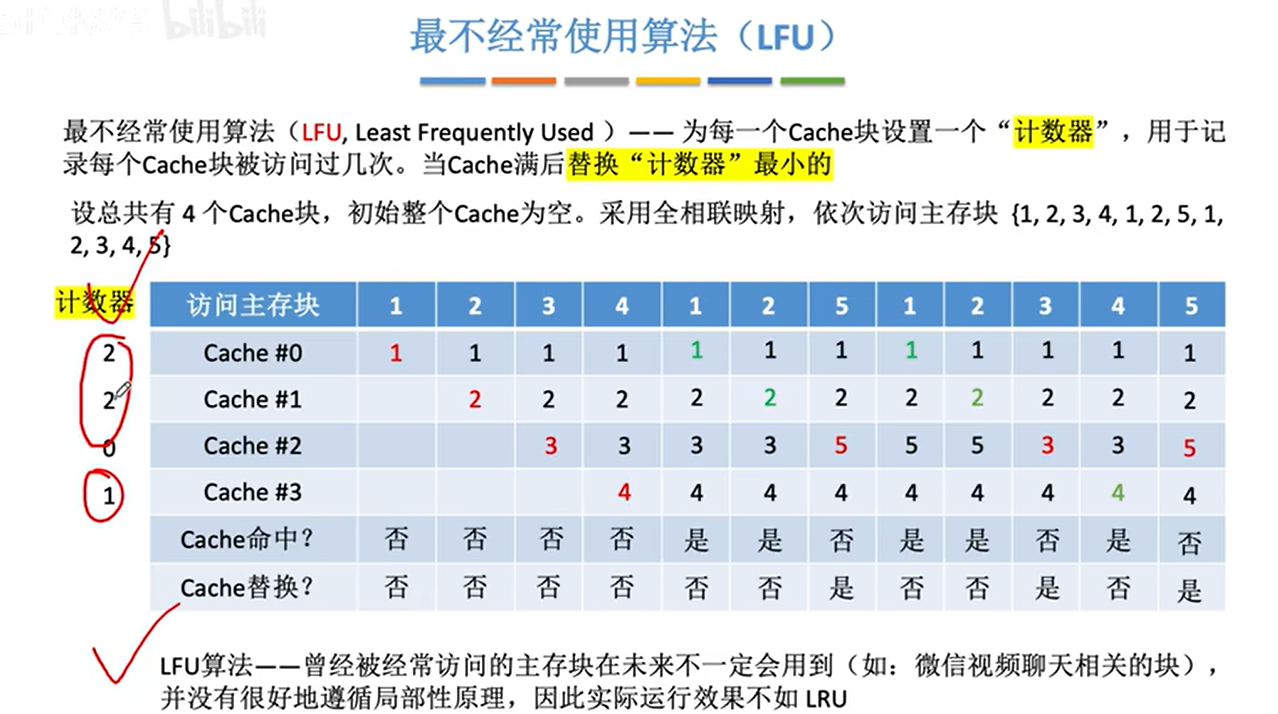 bilibili
最不经常使用算法（LFU）
最不经常使用算法（LFU, Least Frequently Used ）—— 为每一个Cache块设置一个“计数器”，用于记
录每个Cache块被访问过几次。当Cache满后替换“计数器”最小的
设总共有 4 个Cache块，初始整个Cache为空。采用全相联映射，依次访问主存块 {1, 2, 3, 4, 1, 2, 5, 1,
2, 3, 4, 5}
计数器 访问主存块 1 2 3 4 1 2 5 1 2 3 4 5
2 Cache #0 1 1 1 1 1 1 1 1 1 1 1 1
2 Cache #1 2 2 2 2 2 2 2 2 2 2 2
0 Cache #2 3 3 3 3 5 5 5 3 3 5
1 Cache #3 4 4 4 4 4 4 4 4 4
Cache命中？ 否 否 否 否 是 是 否 是 是 否 是 否
Cache替换？ 否 否 否 否 否 否 是 否 否 是 否 是
LFU算法——曾经被经常访问的主存块在未来不一定会用到（如：微信视频聊天相关的块），
并没有很好地遵循局部性原理，因此实际运行效果不如 LRU